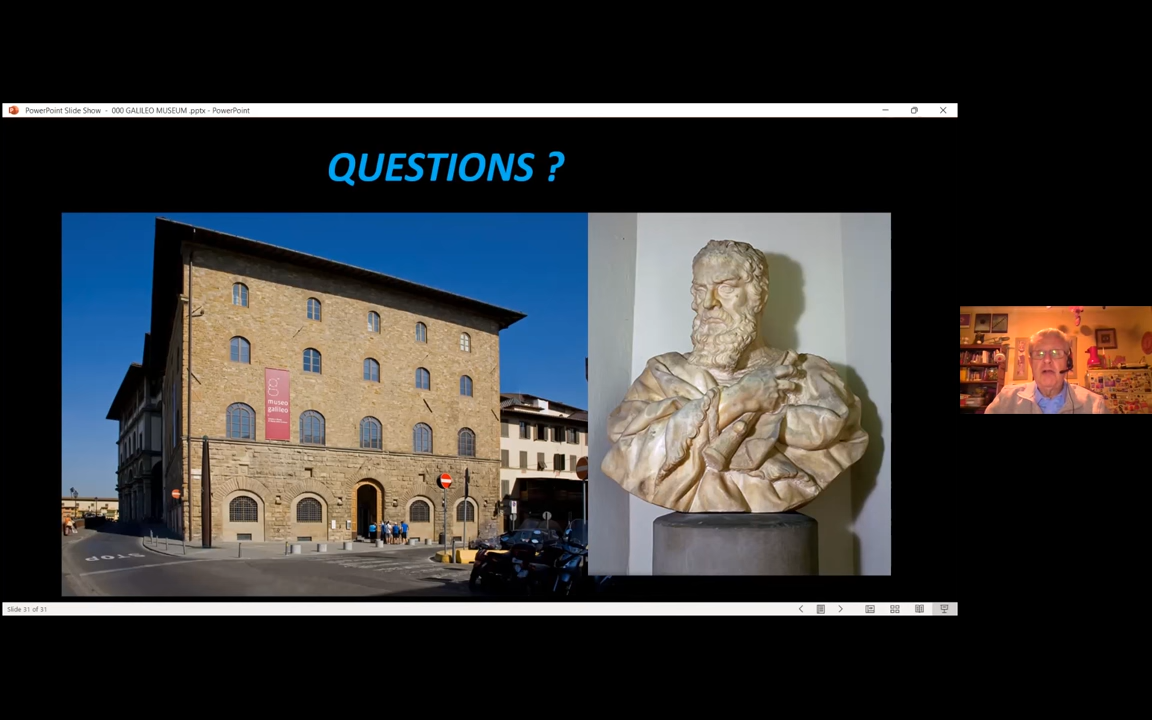 PowerPoint Slide Show - 000 GALILEO MUSEUM .pptx - PowerPoint
QUESTIONS ?
museo
galileo
STOP
Slide 31 of 31